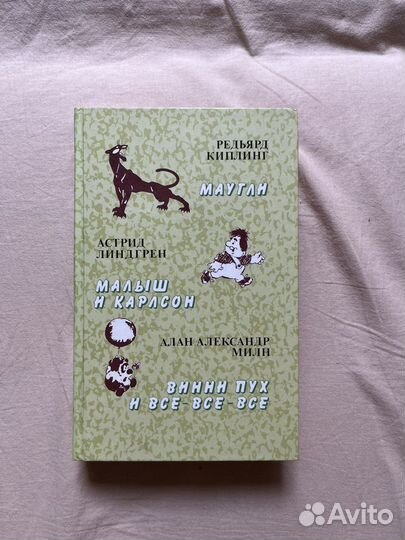 РЕДЬЯРД
КИПЛИНГ
МАУГЛИ
АСТРИД
ЛИНДГРЕН
МАЛЫШ
И КАРЛСОН
АЛАН АЛЕКСАНДР
МИЛН
ВИННИ ПУХ
И ВСЕ-ВСЕ-ВСЕ
Avito